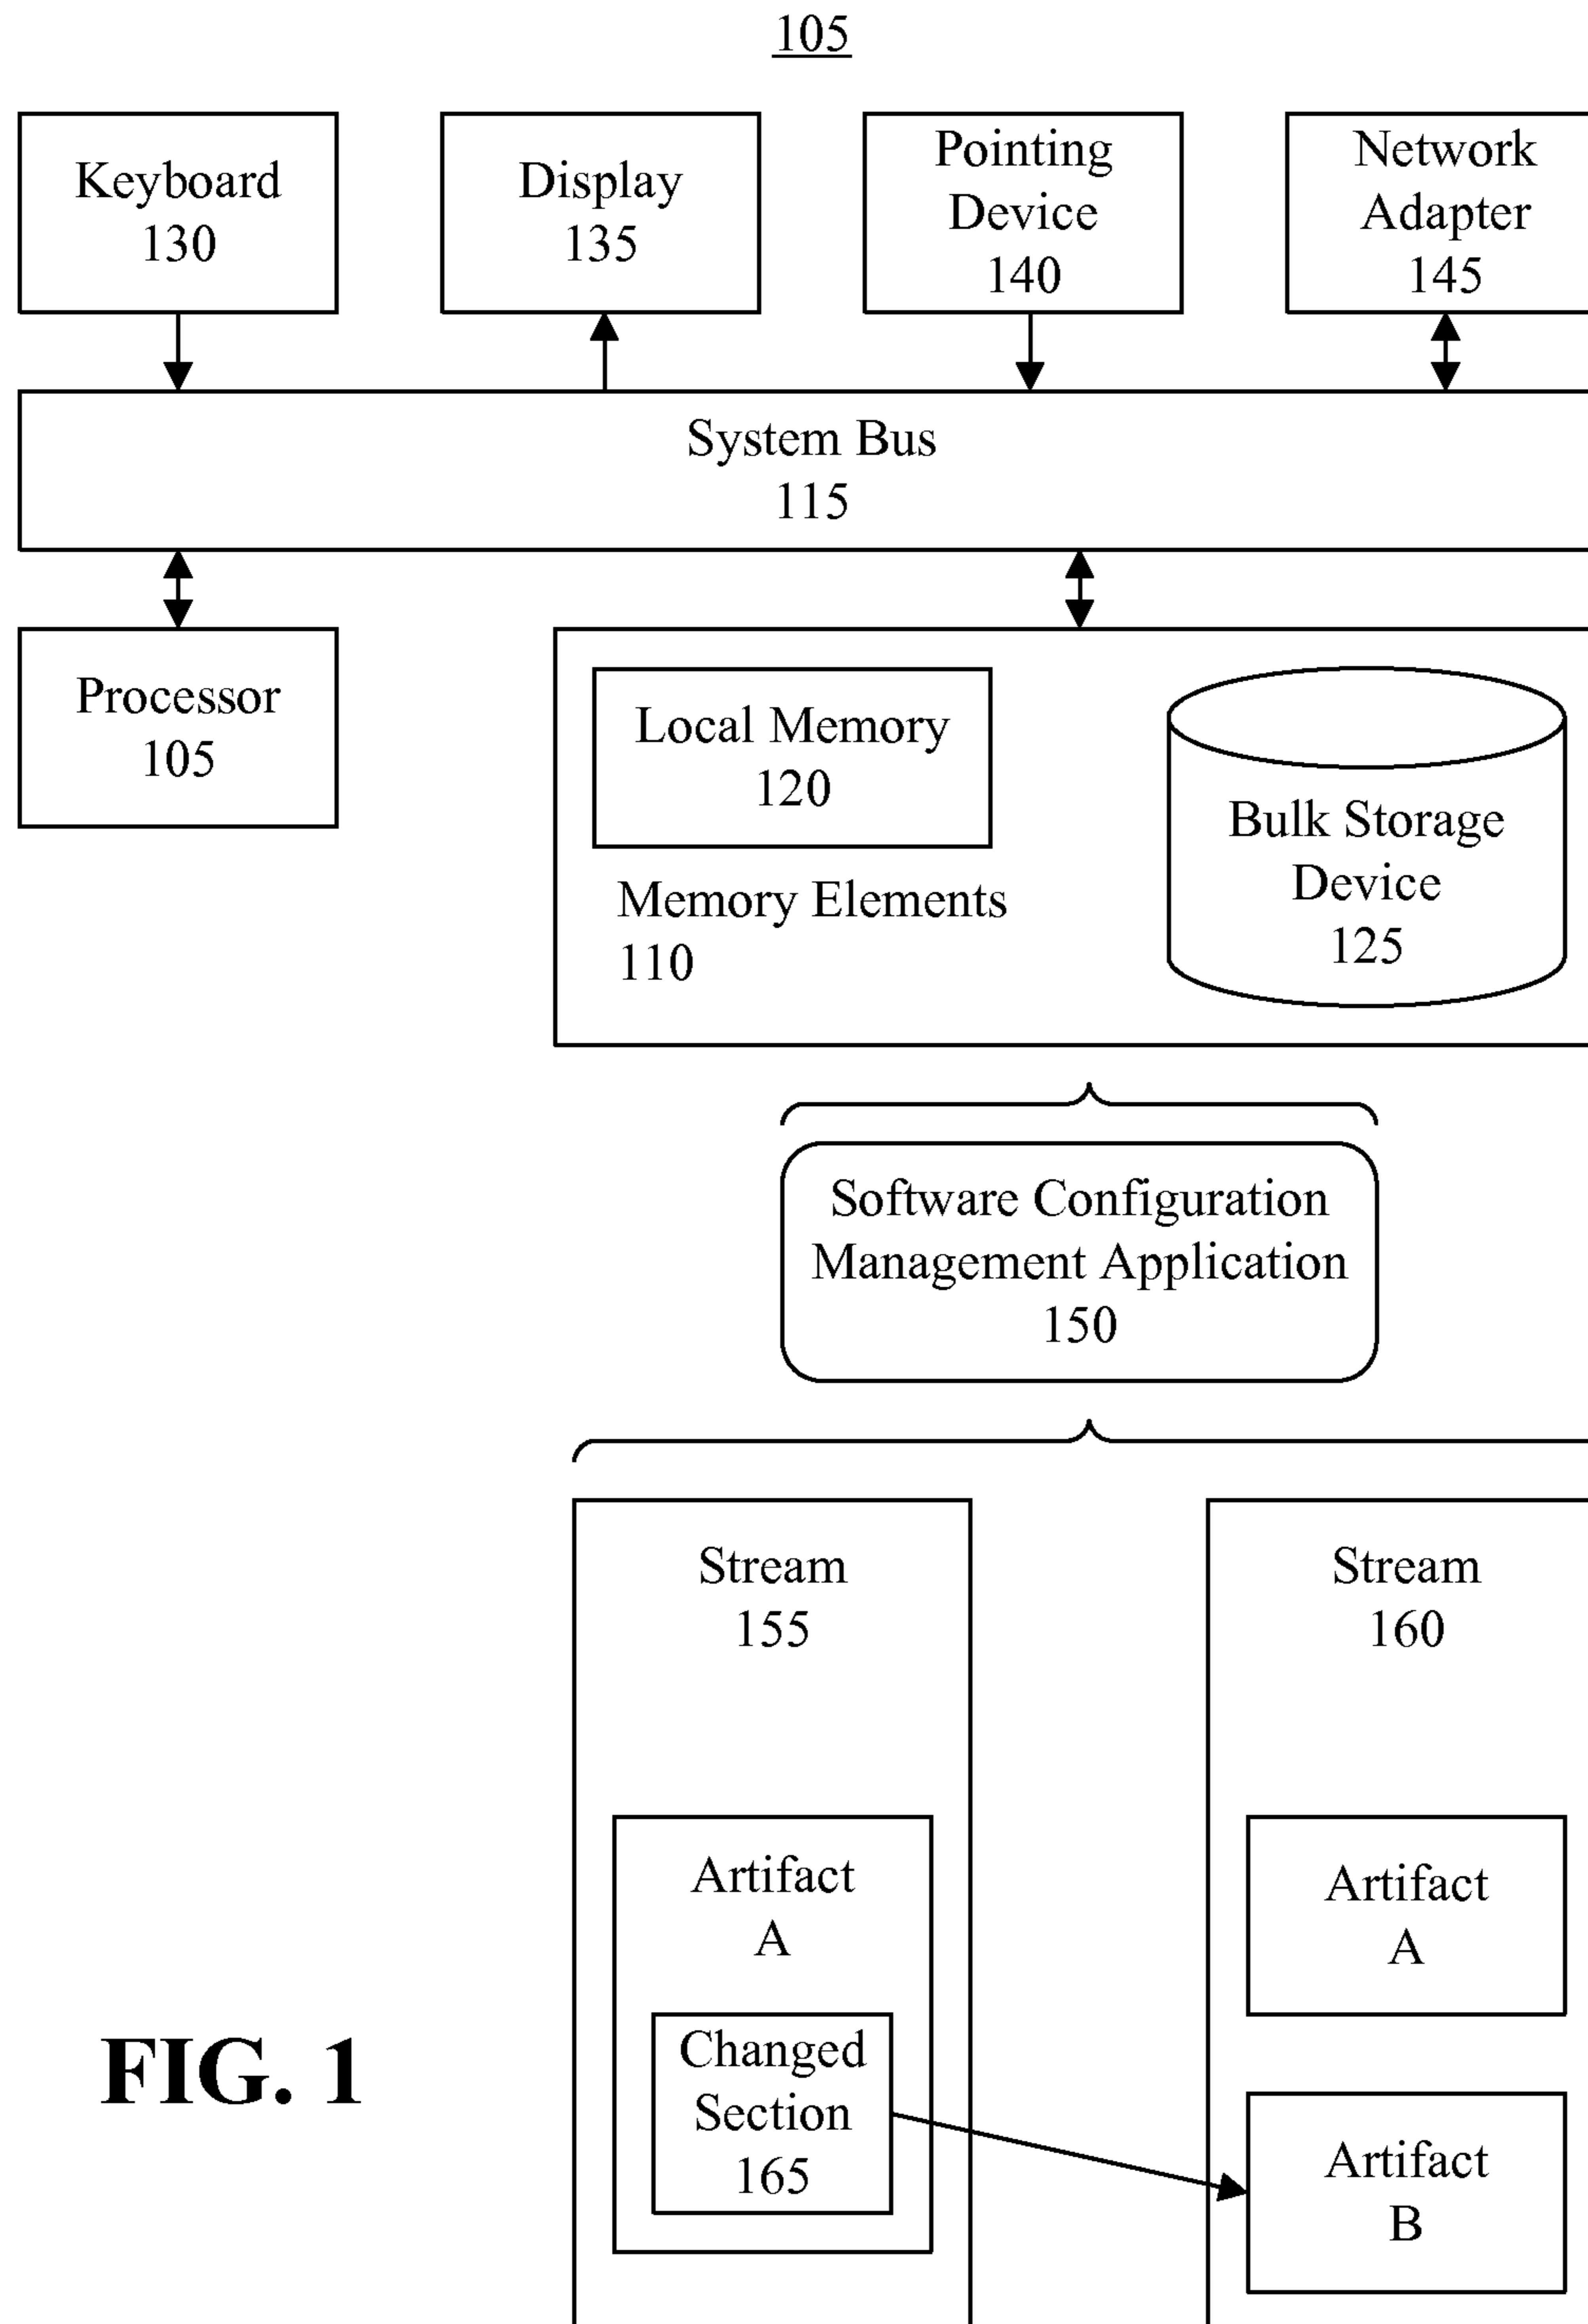 105
Keyboard
130
Display
135
Pointing
Device
140
Network
Adapter
145
System Bus
115
Processor
105
Local Memory
120
Memory Elements
110
Bulk Storage
Device
125
Software Configuration
Management Application
150
Stream
155
Stream
160
Artifact
A
Changed
Section
165
Artifact
A
Artifact
B
FIG. 1